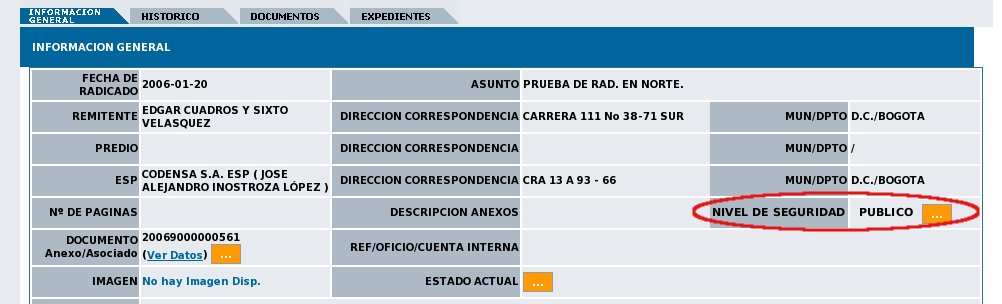 INFORMACION
GENERAL
HISTORICO
DOCUMENTOS
EXPEDIENTES
INFORMACION GENERAL
FECHA DE
RADICADO
2006-01-20
ASUNTO
PRUEBA DE RAD. EN NORTE.
REMITENTE
EDGAR CUADROS Y SIXTO
VELASQUEZ
DIRECCION CORRESPONDENCIA
CARRERA 111 No 38-71 SUR
MUN/DPTO
D.C./BOGOTA
PREDIO
DIRECCION CORRESPONDENCIA
MUN/DPTO
/
ESP
CODENSA S.A. ESP ( JOSE
ALEJANDRO INOSTROZA LÓPEZ )
DIRECCION CORRESPONDENCIA
CRA 13 A 93 - 66
MUN/DPTO
D.C./BOGOTA
Nº DE PAGINAS
DESCRIPCION ANEXOS
NIVEL DE SEGURIDAD
PUBLICO
...
DOCUMENTO
Anexo/Asociado
20069000000561
(Ver Datos)
...
REF/OFICIO/CUENTA INTERNA
IMAGEN
No hay Imagen Disp.
ESTADO ACTUAL
...